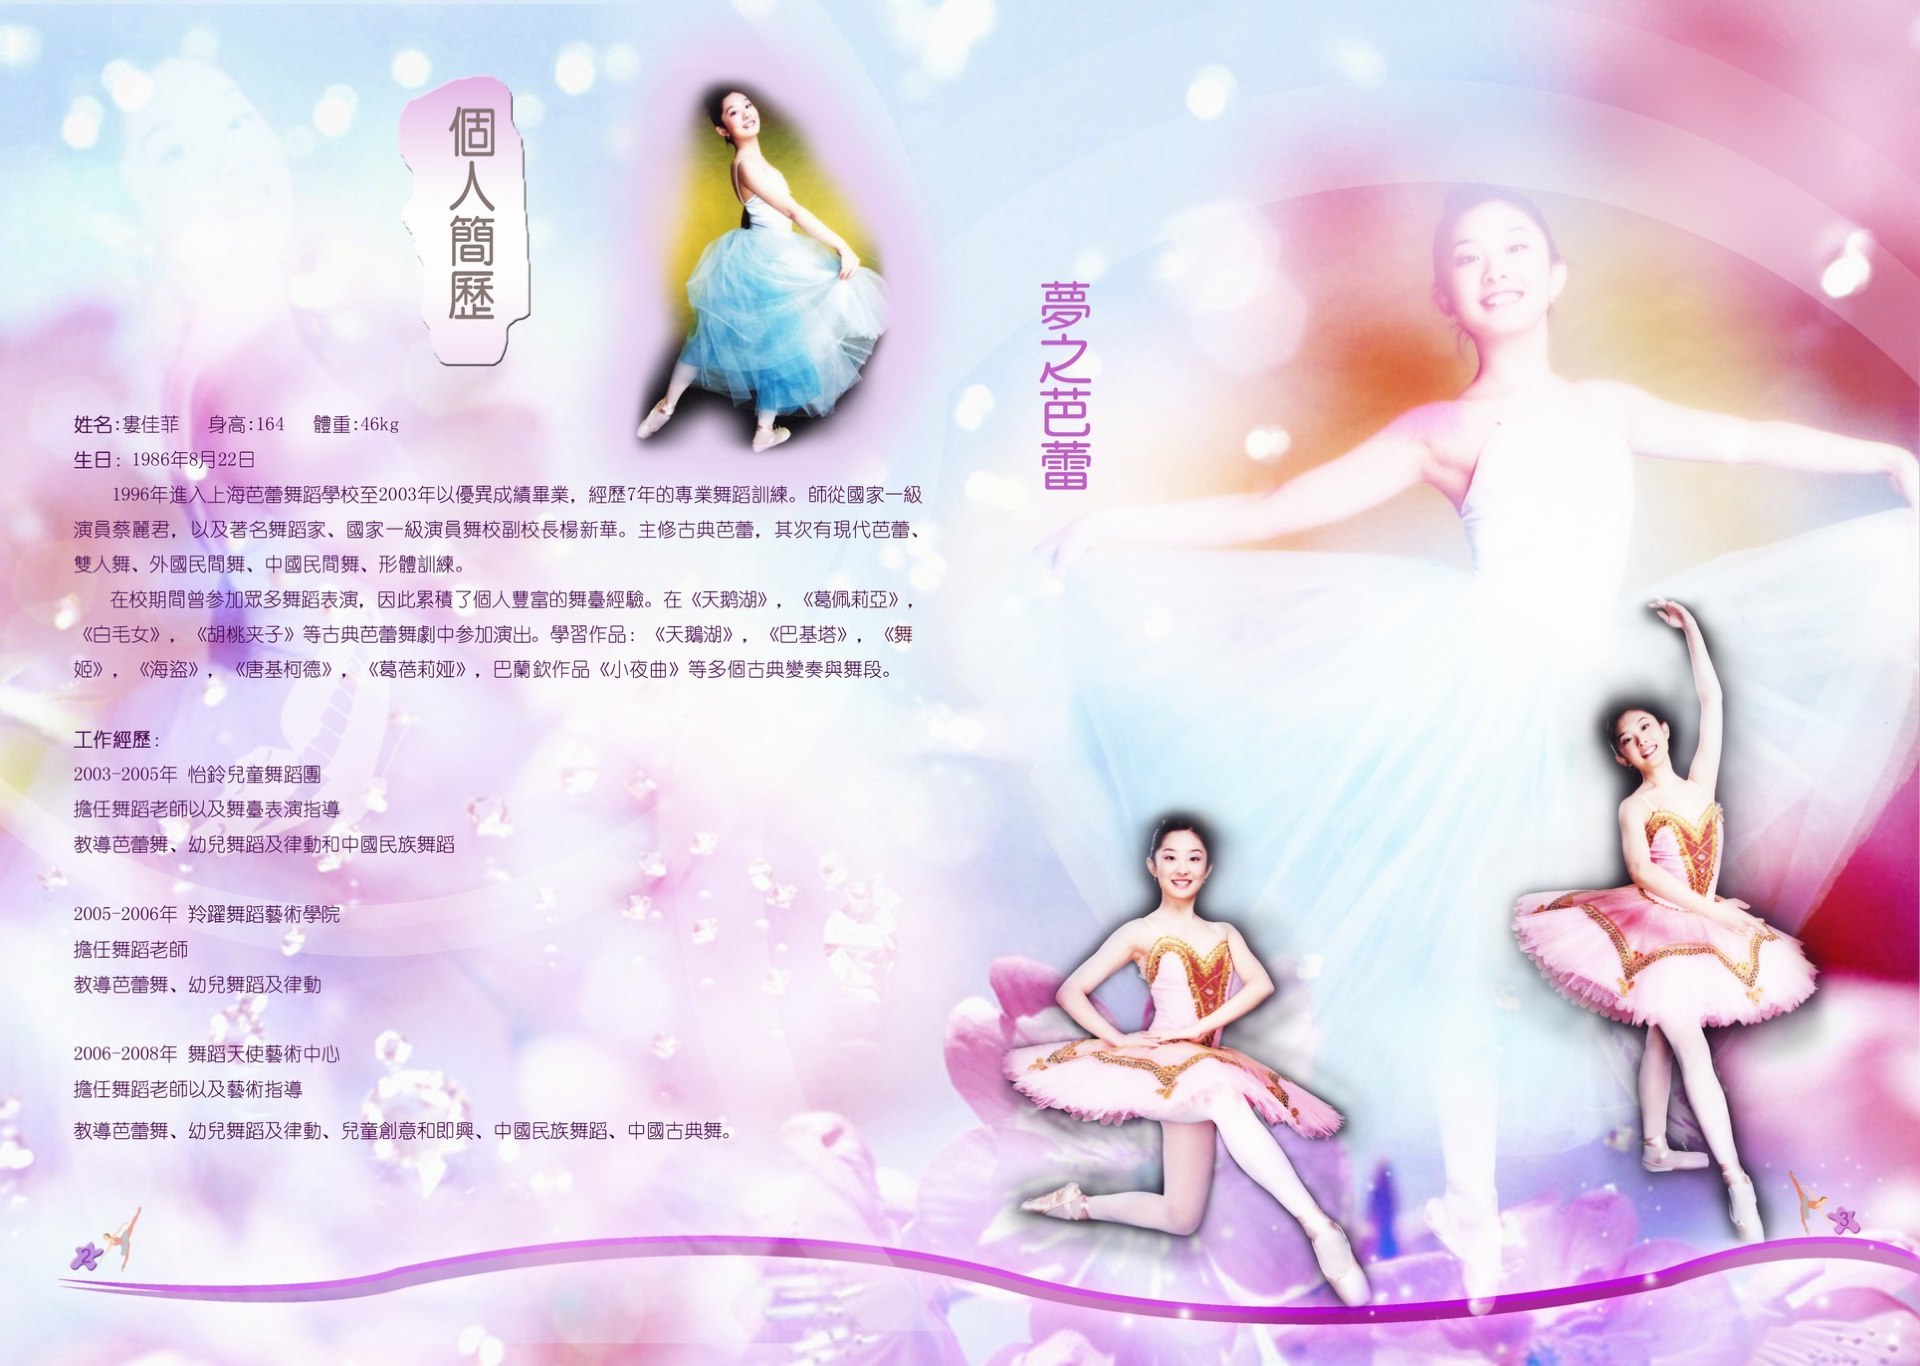 個人簡歷
姓名:婁佳菲 身高:164 體重:46kg
生日: 1986年8月22日
1996年進入上海芭蕾舞蹈學校至2003年以優異成績畢業，經歷7年的專業舞蹈訓練。師從國家一級
演員蔡麗君，以及著名舞蹈家、國家一級演員舞校副校長楊新華。主修古典芭蕾，其次有現代芭蕾、
雙人舞、外國民間舞、中國民間舞、形體訓練。
在校期間曾參加眾多舞蹈表演，因此累積了個人豐富的舞臺經驗。在《天鹅湖》，《葛佩莉亞》，
《白毛女》，《胡桃夹子》等古典芭蕾舞劇中參加演出。學習作品：《天鵝湖》，《巴基塔》，《舞
姬》，《海盗》，《唐基柯德》，《葛蓓莉娅》，巴蘭欽作品《小夜曲》等多個古典變奏與舞段。
工作經歷:
2003-2005年 怡鈴兒童舞蹈團
擔任舞蹈老師以及舞臺表演指導
教導芭蕾舞、幼兒舞蹈及律動和中國民族舞蹈
2005-2006年 羚躍舞蹈藝術學院
擔任舞蹈老師
教導芭蕾舞、幼兒舞蹈及律動
2006-2008年 舞蹈天使藝術中心
擔任舞蹈老師以及藝術指導
教導芭蕾舞、幼兒舞蹈及律動、兒童創意和即興、中國民族舞蹈、中國古典舞。
2
夢之芭蕾
3